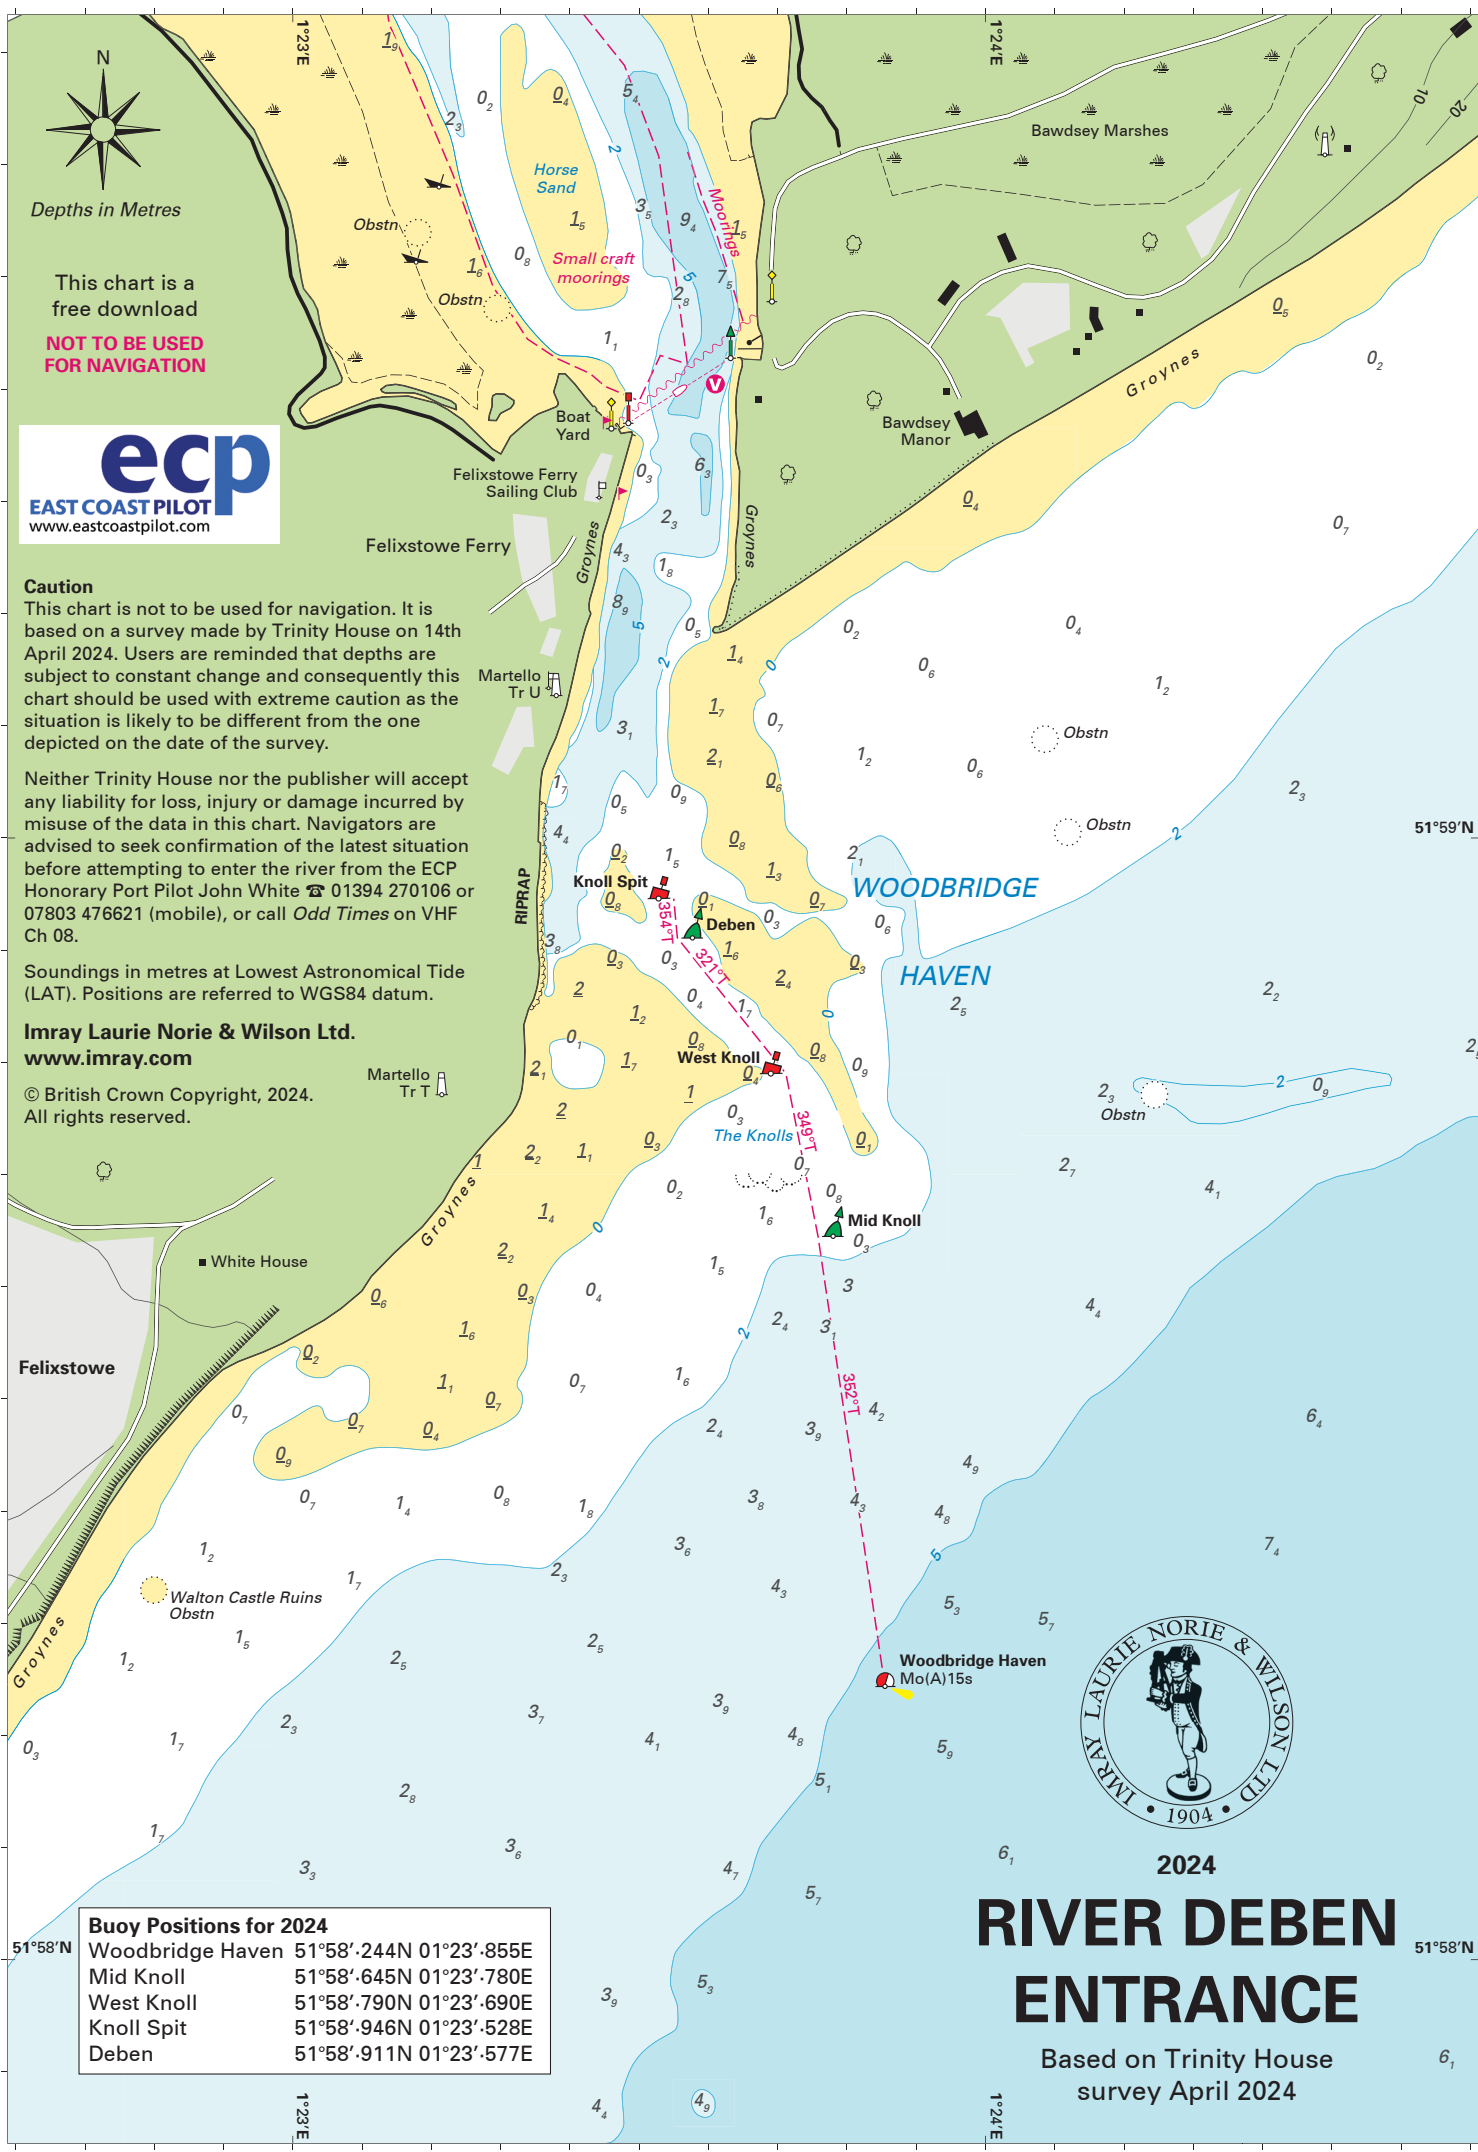 1°23'E
1°24'E
N
Depths in Metres
This chart is a
free download
NOT TO BE USED
FOR NAVIGATION
ecp
EAST COAST PILOT
www.eastcoastpilot.com
Caution
This chart is not to be used for navigation. It is
based on a survey made by Trinity House on 14th
April 2024. Users are reminded that depths are
subject to constant change and consequently this
chart should be used with extreme caution as the
situation is likely to be different from the one
depicted on the date of the survey.
Neither Trinity House nor the publisher will accept
any liability for loss, injury or damage incurred by
misuse of the data in this chart. Navigators are
advised to seek confirmation of the latest situation
before attempting to enter the river from the ECP
Honorary Port Pilot John White ☎ 01394 270106 or
07803 476621 (mobile), or call Odd Times on VHF
Ch 08.
Soundings in metres at Lowest Astronomical Tide
(LAT). Positions are referred to WGS84 datum.
Imray Laurie Norie & Wilson Ltd.
www.imray.com
© British Crown Copyright, 2024.
All rights reserved.
Bawdsey Marshes
10
20
Horse
Sand
Small craft
moorings
Moorings
Obstn
Obstn
V
Boat
Yard
Felixstowe Ferry
Sailing Club
Felixstowe Ferry
Groynes
Groynes
Groynes
Bawdsey
Manor
Martello
Tr U
RIPRAP
Obstn
Obstn
51°59'N
WOODBRIDGE
HAVEN
Knoll Spit
354°T
Deben
321°T
West Knoll
349°T
The Knolls
Obstn
Martello
Tr T
Mid Knoll
Groynes
White House
Felixstowe
352°T
Walton Castle Ruins
Obstn
Groynes
Woodbridge Haven
Mo(A)15s
IMRAY LAURIE NORIE & WILSON LTD
• 1904 •
2024
RIVER DEBEN
ENTRANCE
Based on Trinity House
survey April 2024
51°58'N
51°58'N
Buoy Positions for 2024
Woodbridge Haven 51°58'·244N 01°23'·855E
Mid Knoll 51°58'·645N 01°23'·780E
West Knoll 51°58'·790N 01°23'·690E
Knoll Spit 51°58'·946N 01°23'·528E
Deben 51°58'·911N 01°23'·577E
1°23'E
1°24'E